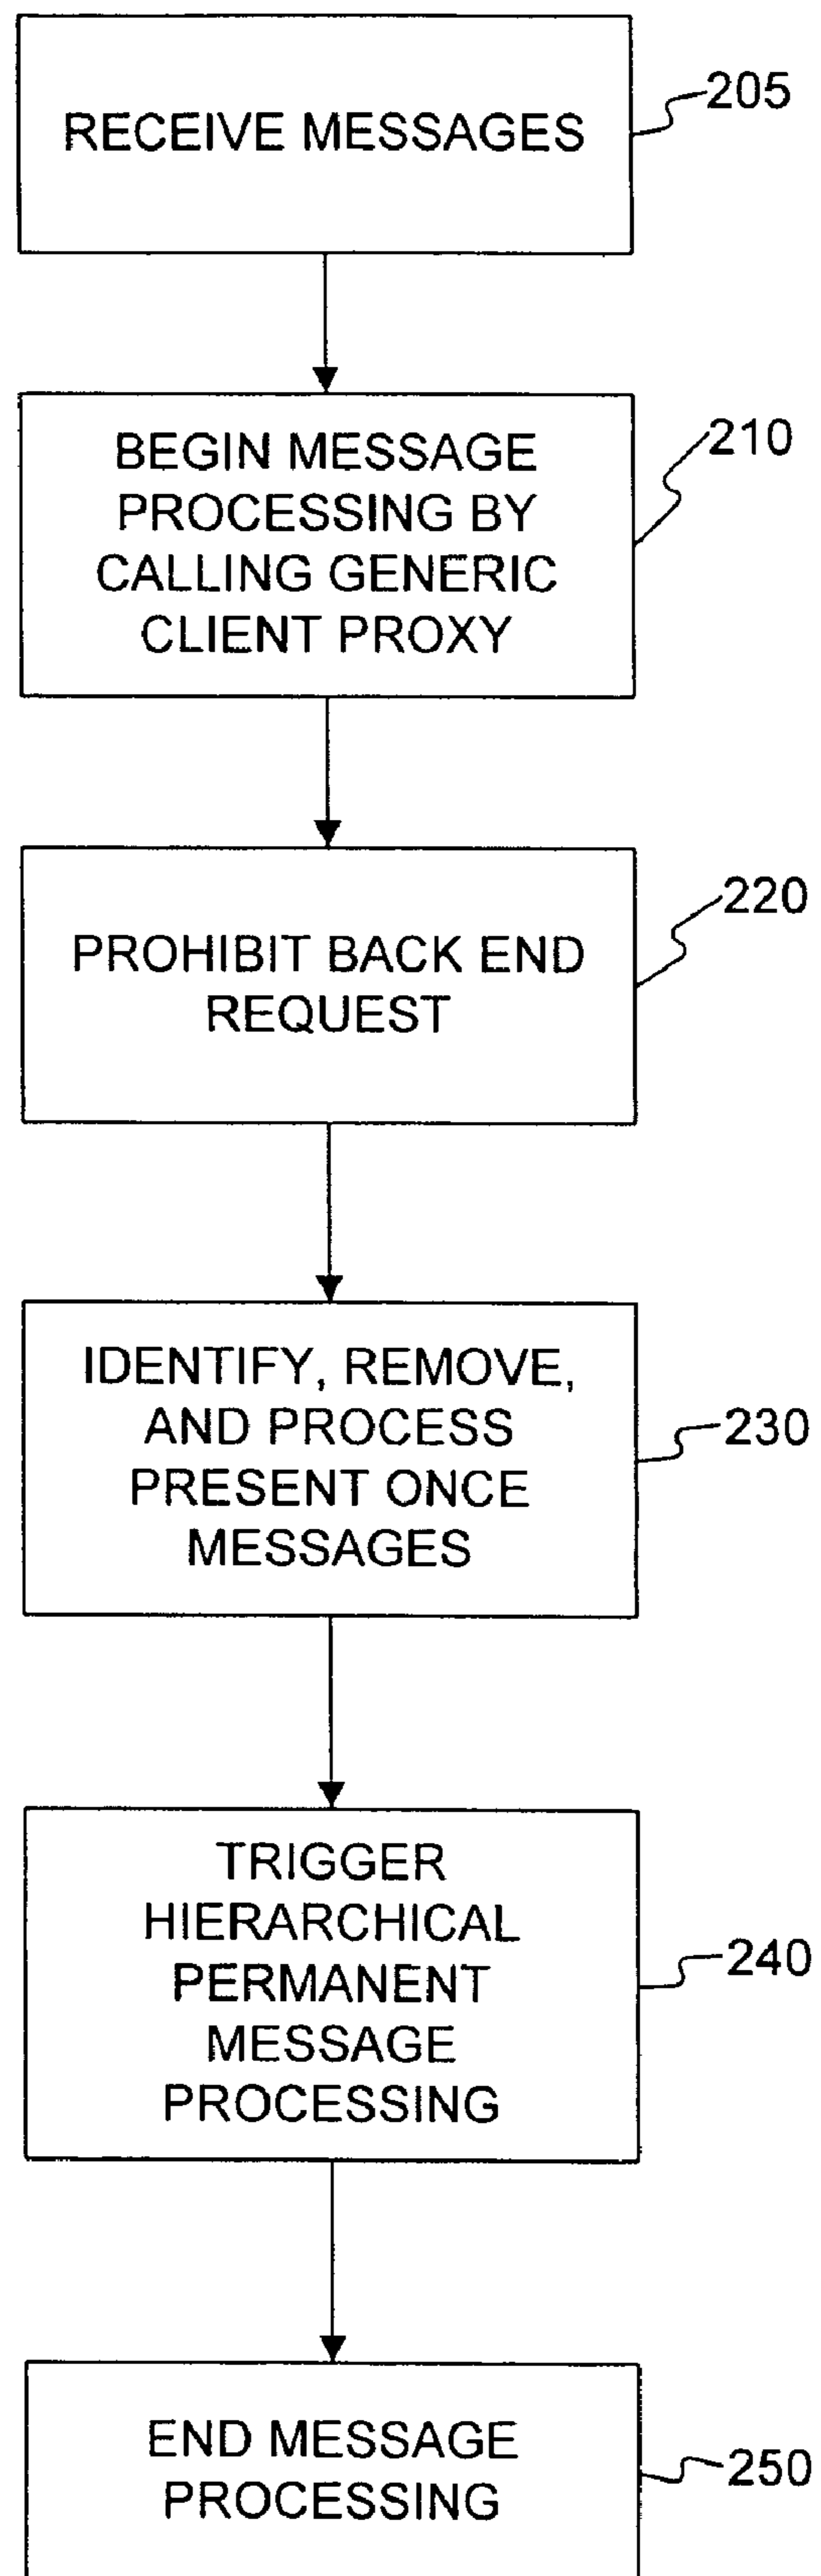 RECEIVE MESSAGES
205
BEGIN MESSAGE
PROCESSING BY
CALLING GENERIC
CLIENT PROXY
210
PROHIBIT BACK END
REQUEST
220
IDENTIFY, REMOVE,
AND PROCESS
PRESENT ONCE
MESSAGES
230
TRIGGER
HIERARCHICAL
PERMANENT
MESSAGE
PROCESSING
240
END MESSAGE
PROCESSING
250